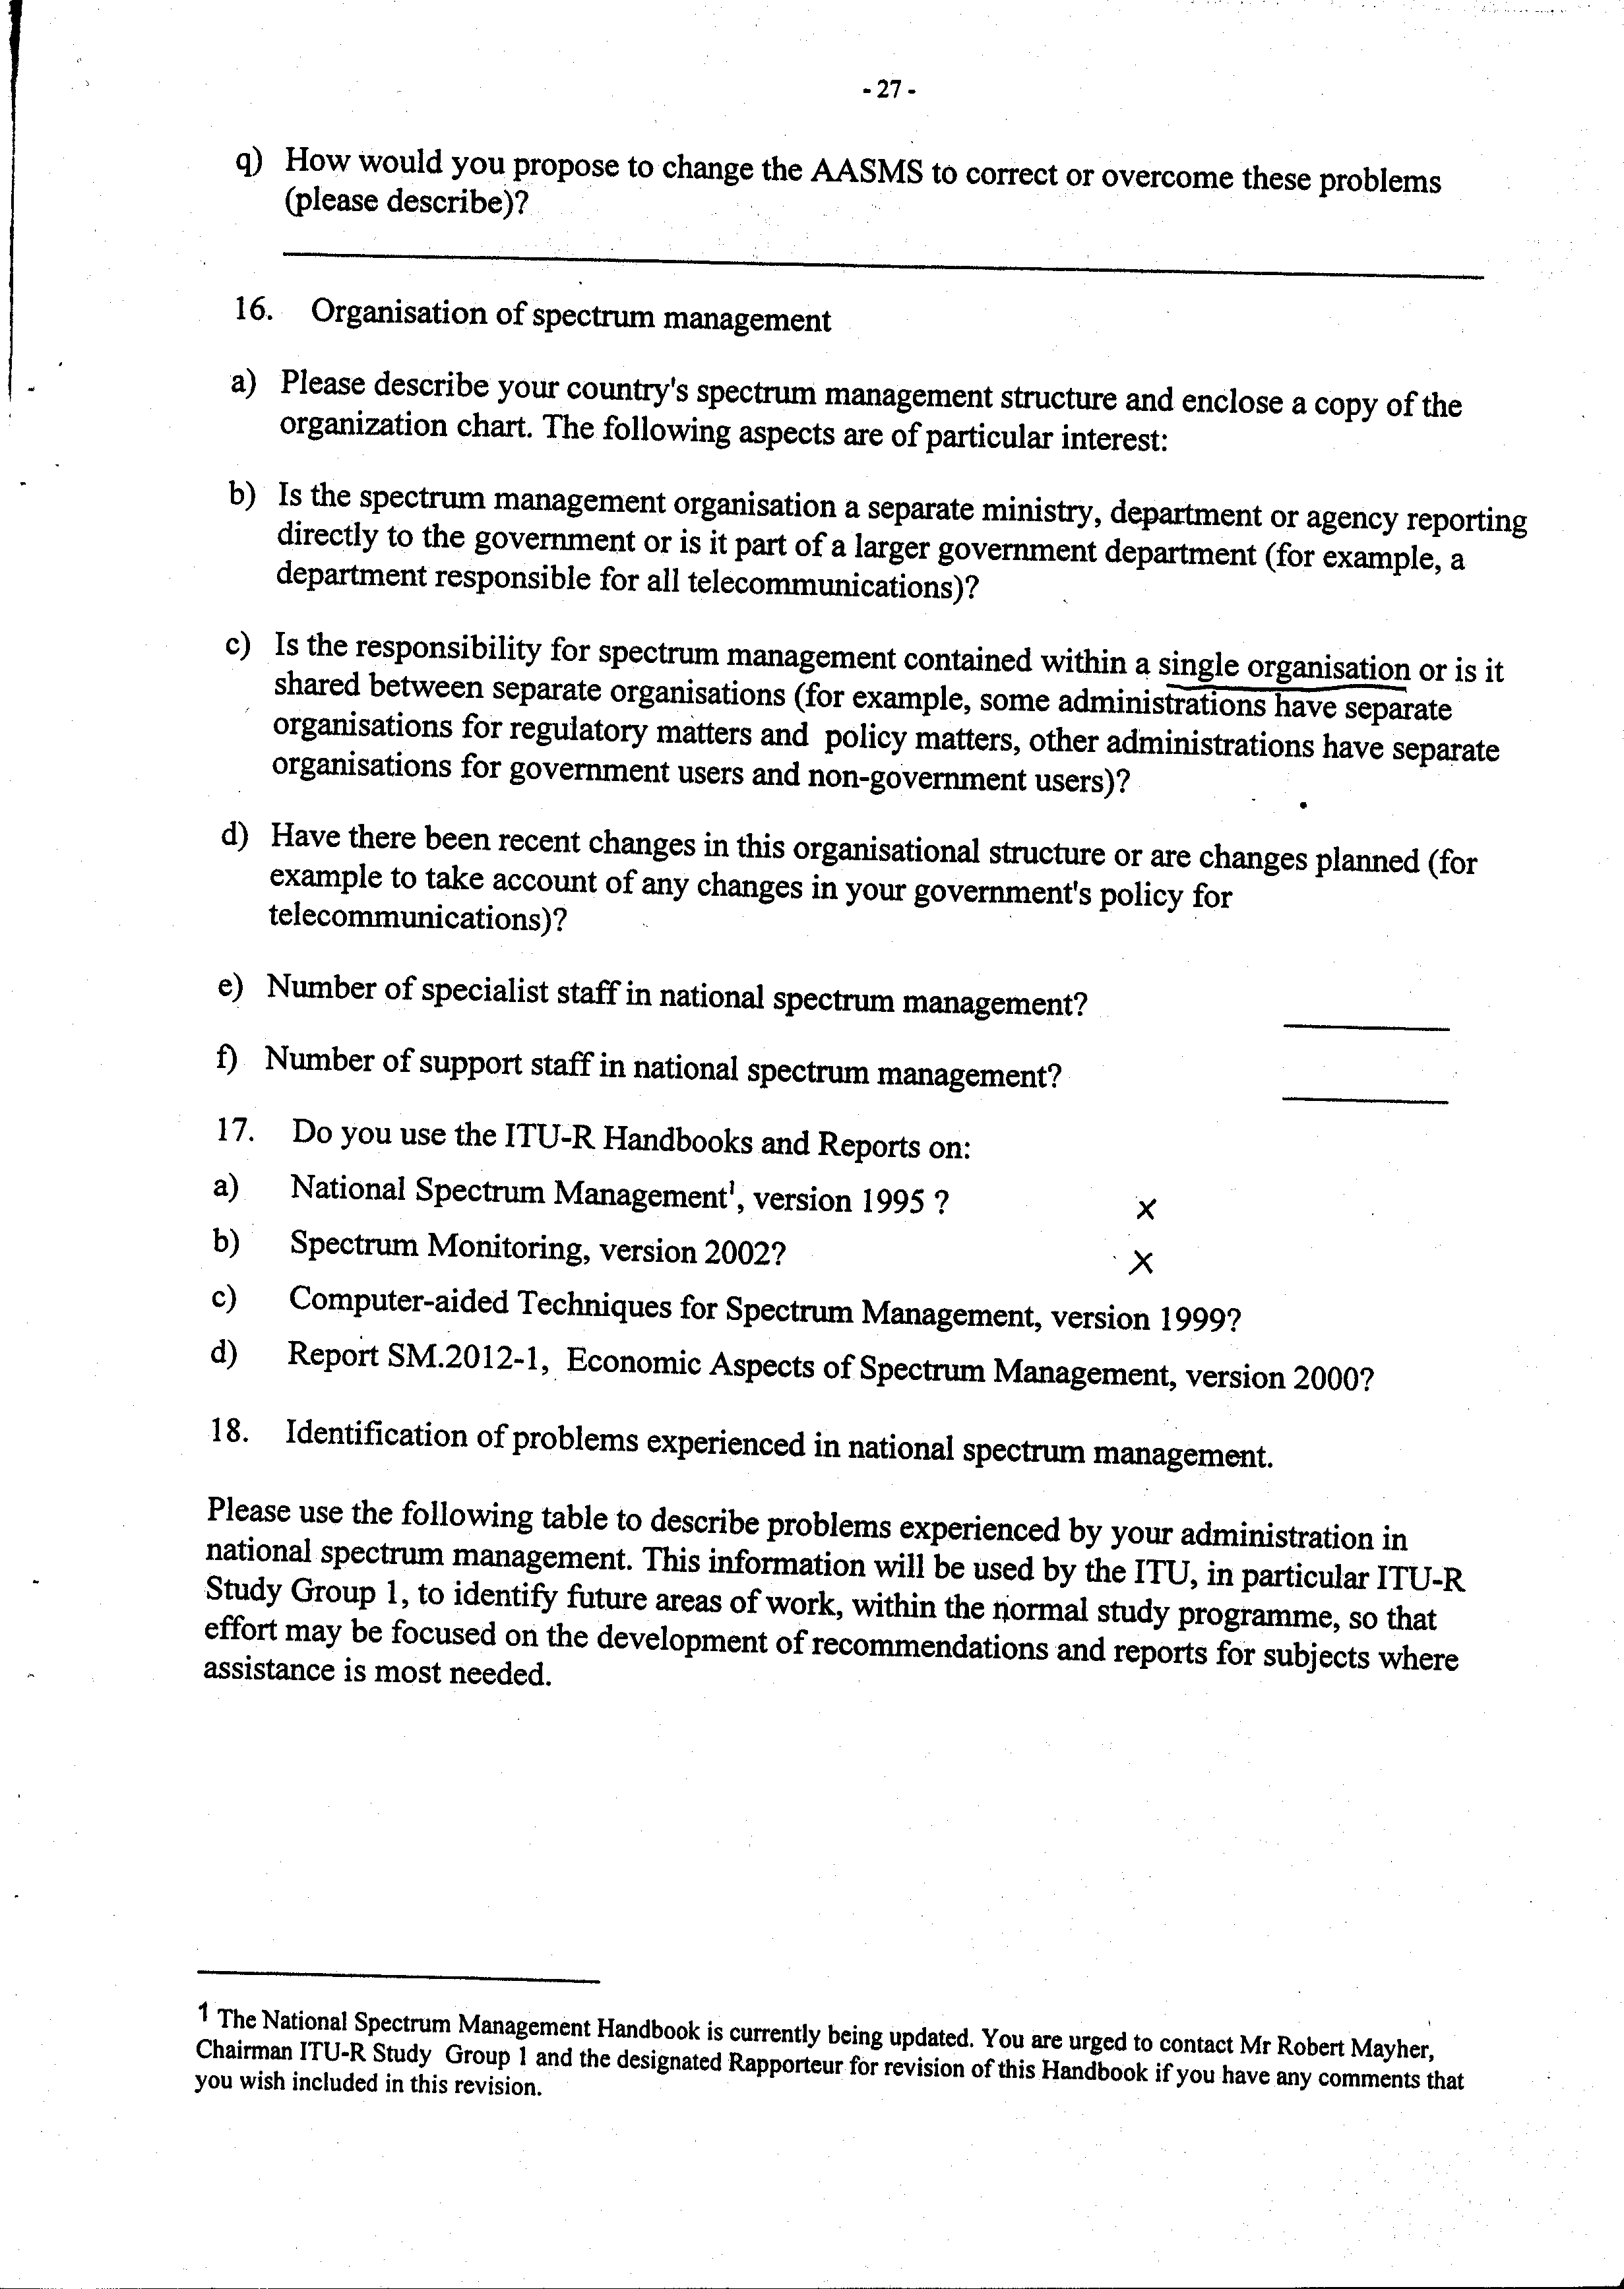 - 27 -
q) How would you propose to change the AASMS to correct or overcome these problems
(please describe)?
16. Organisation of spectrum management
a) Please describe your country's spectrum management structure and enclose a copy of the
organization chart. The following aspects are of particular interest:
b) Is the spectrum management organisation a separate ministry, department or agency reporting
directly to the government or is it part of a larger government department (for example, a
department responsible for all telecommunications)?
c) Is the responsibility for spectrum management contained within a single organisation or is it
shared between separate organisations (for example, some administrations have separate
organisations for regulatory matters and policy matters, other administrations have separate
organisations for government users and non-government users)?
d) Have there been recent changes in this organisational structure or are changes planned (for
example to take account of any changes in your government's policy for
telecommunications)?
e) Number of specialist staff in national spectrum management?
f) Number of support staff in national spectrum management?
17. Do you use the ITU-R Handbooks and Reports on:
a) National Spectrum Management¹, version 1995 ? X
b) Spectrum Monitoring, version 2002? X
c) Computer-aided Techniques for Spectrum Management, version 1999?
d) Report SM.2012-1, Economic Aspects of Spectrum Management, version 2000?
18. Identification of problems experienced in national spectrum management.
Please use the following table to describe problems experienced by your administration in
national spectrum management. This information will be used by the ITU, in particular ITU-R
Study Group 1, to identify future areas of work, within the normal study programme, so that
effort may be focused on the development of recommendations and reports for subjects where
assistance is most needed.
1 The National Spectrum Management Handbook is currently being updated. You are urged to contact Mr Robert Mayher,
Chairman ITU-R Study Group 1 and the designated Rapporteur for revision of this Handbook if you have any comments that
you wish included in this revision.